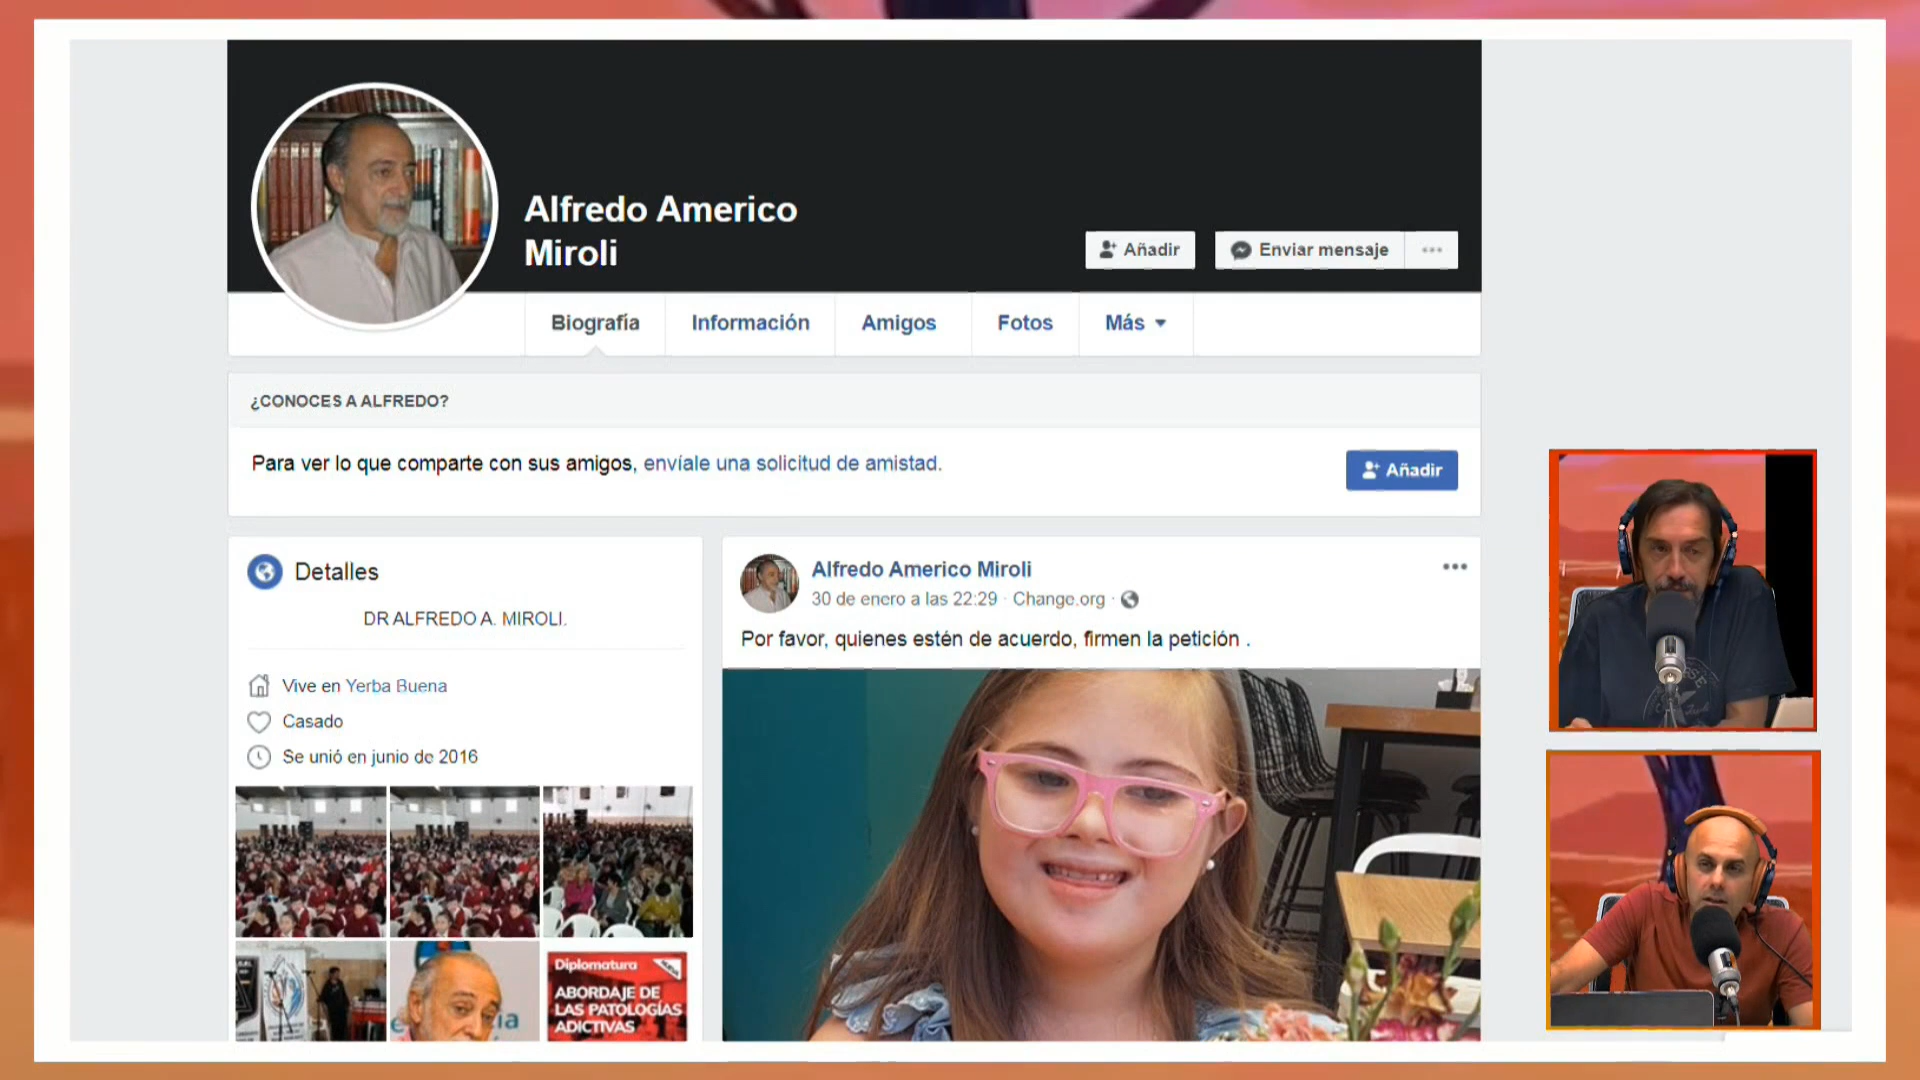 Alfredo Americo
Miroli
Añadir
Enviar mensaje
Biografía
Información
Amigos
Fotos
Más
¿CONOCES A ALFREDO?
Para ver lo que comparte con sus amigos, envíale una solicitud de amistad.
Añadir
Detalles
DR ALFREDO A. MIROLI.
Vive en Yerba Buena
Casado
Se unió en junio de 2016
Alfredo Americo Miroli
30 de enero a las 22:29 · Change.org ·
Por favor, quienes estén de acuerdo, firmen la petición .
Diplomatura
ABORDAJE DE
LAS PATOLOGÍAS
ADICTIVAS